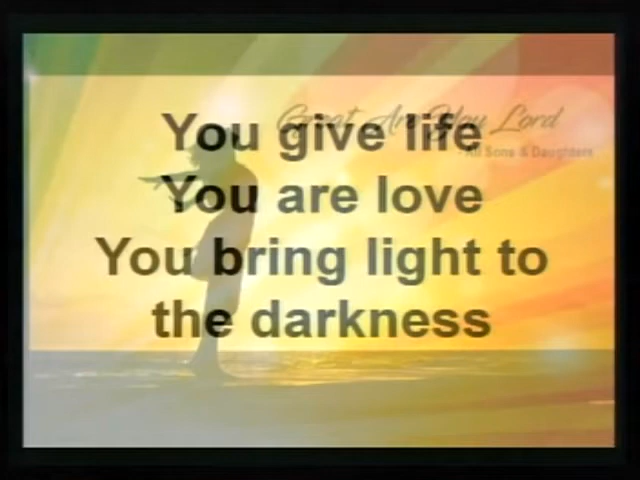 Great Are You Lord
- All Sons & Daughters
You give life
You are love
You bring light to
the darkness